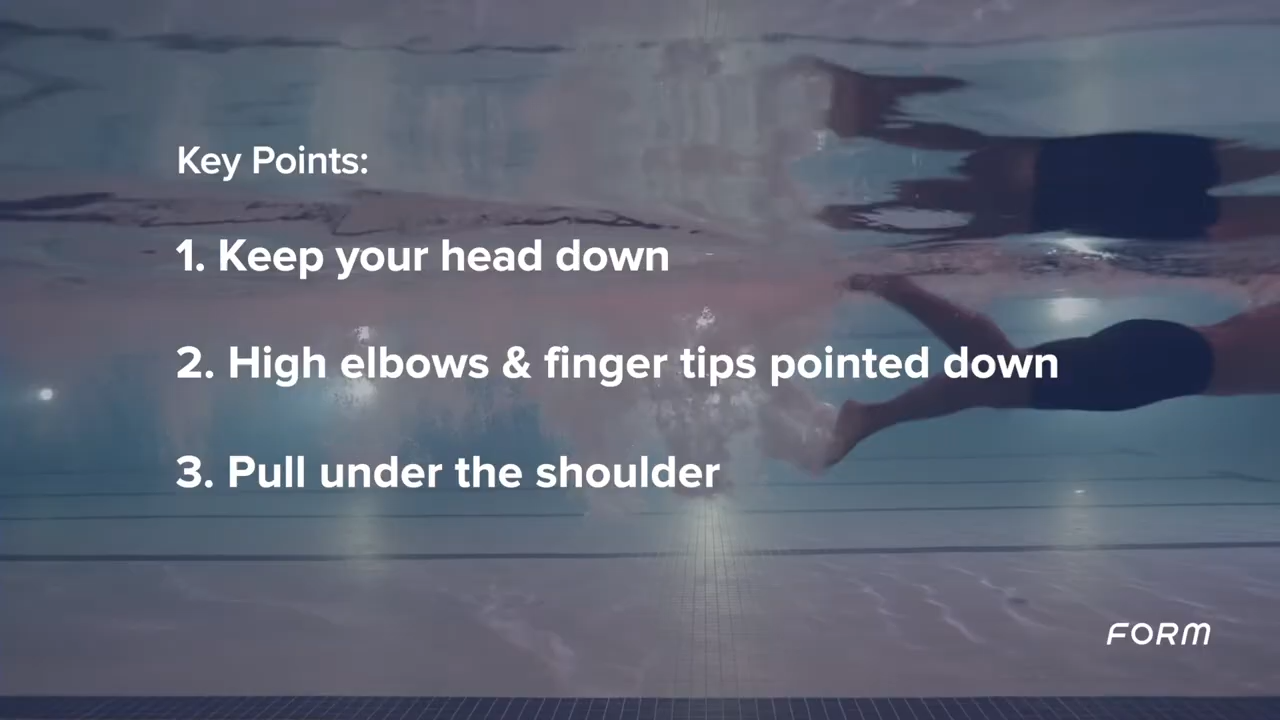 Key Points:
1. Keep your head down
2. High elbows & finger tips pointed down
3. Pull under the shoulder
FORM